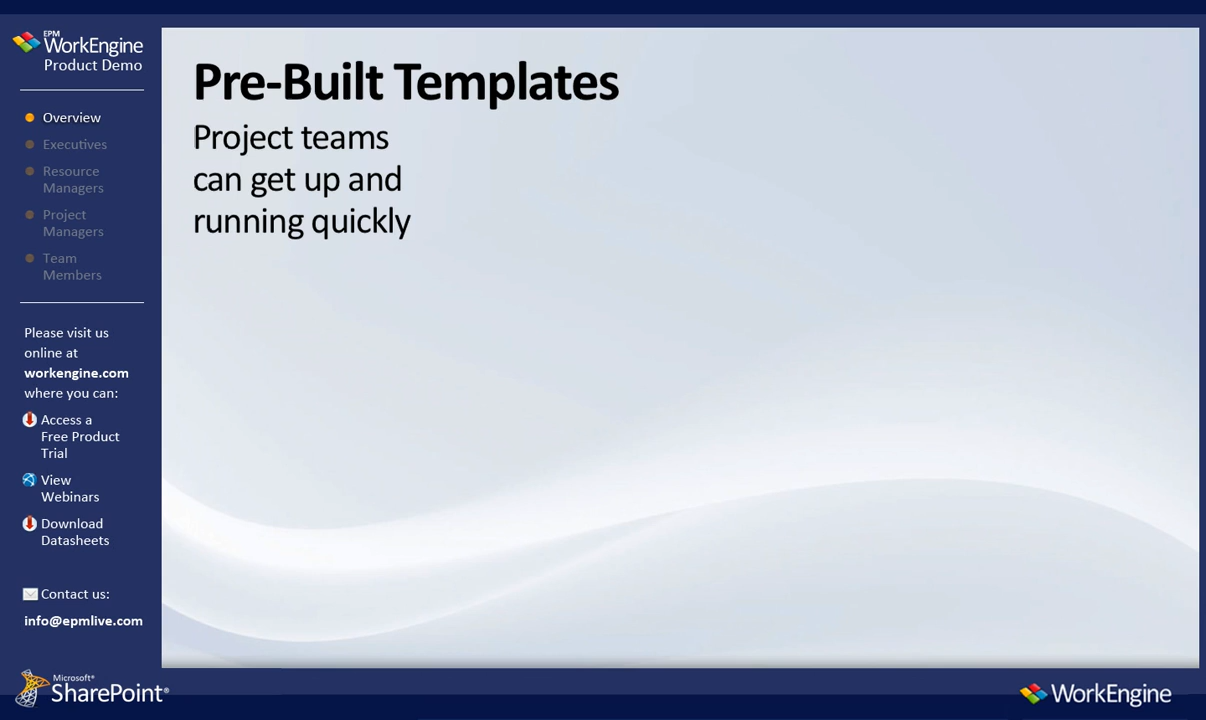 EPM
WorkEngine
Product Demo
Overview
Executives
Resource
Managers
Project
Managers
Team
Members
Please visit us
online at
workengine.com
where you can:
Access a
Free Product
Trial
View
Webinars
Download
Datasheets
Contact us:
info@epmlive.com
Microsoft®
SharePoint®
Pre-Built Templates
Project teams
can get up and
running quickly
WorkEngine